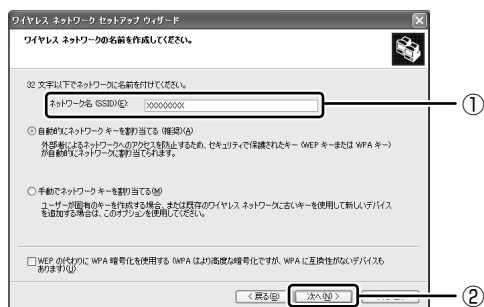 ワイヤレス ネットワーク セットアップ ウィザード
ワイヤレス ネットワークの名前を作成してください。
32 文字以下でネットワークに名前を付けてください。
ネットワーク名 (SSID)(E): XXXXXXXX
①
自動的にネットワーク キーを割り当てる (推奨)(A)
外部者によるネットワークへのアクセスを防止するため、セキュリティで保護されたキー (WEP キーまたは WPA キー)
が自動的にネットワークに割り当てられます。
手動でネットワーク キーを割り当てる(M)
ユーザーが固有のキーを作成する場合、または既存のワイヤレス ネットワークに古いキーを使用して新しいデバイス
を追加する場合は、このオプションを使用してください。
WEP の代わりに WPA 暗号化を使用する (WPA はより高度な暗号化ですが、WPA に互換性がないデバイスも
あります)(U)
< 戻る(B) 次へ(N) >
②